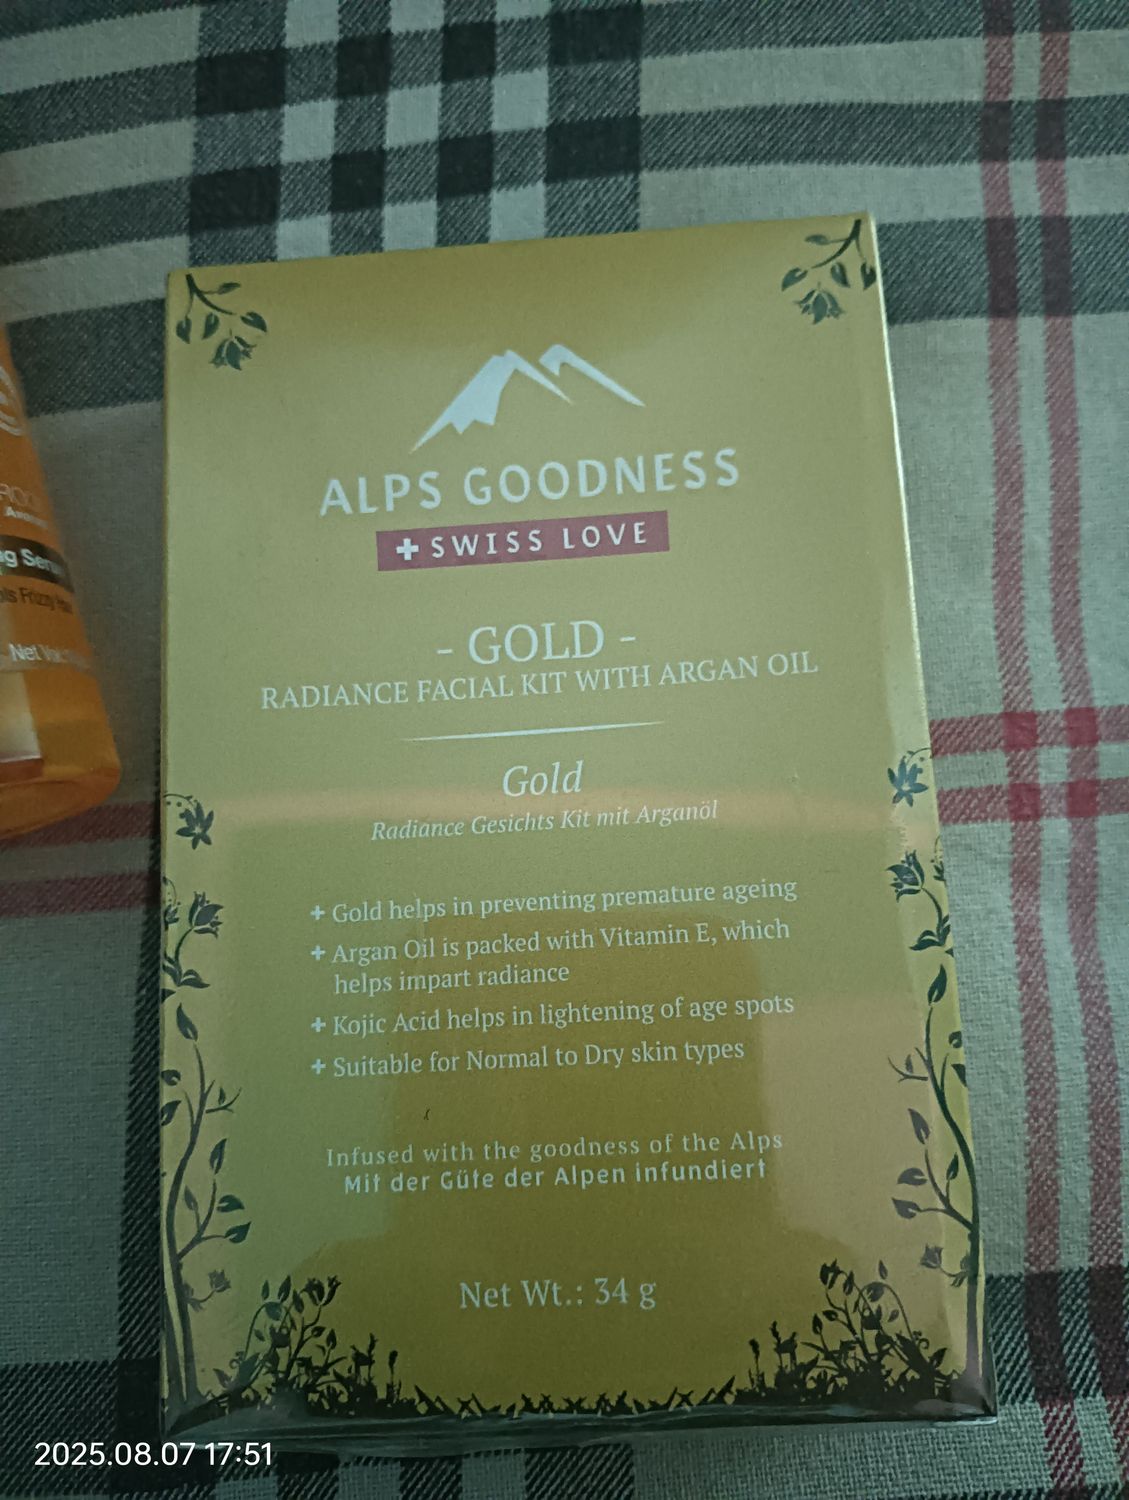 ALPS GOODNESS
+ SWISS LOVE
- GOLD -
RADIANCE FACIAL KIT WITH ARGAN OIL
Gold
Radiance Gesichts Kit mit Arganöl
+ Gold helps in preventing premature ageing
+ Argan Oil is packed with Vitamin E, which
helps impart radiance
+ Kojic Acid helps in lightening of age spots
+ Suitable for Normal to Dry skin types
Infused with the goodness of the Alps
Mit der Güte der Alpen infundiert
Net Wt.: 34 g
Frizzy
Net
2025.08.07 17:51